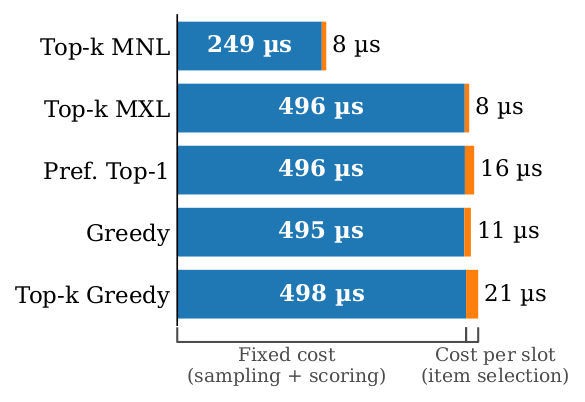 Top-k MNL 249 µs 8 µs
Top-k MXL 496 µs 8 µs
Pref. Top-1 496 µs 16 µs
Greedy 495 µs 11 µs
Top-k Greedy 498 µs 21 µs
Fixed cost
(sampling + scoring)
Cost per slot
(item selection)